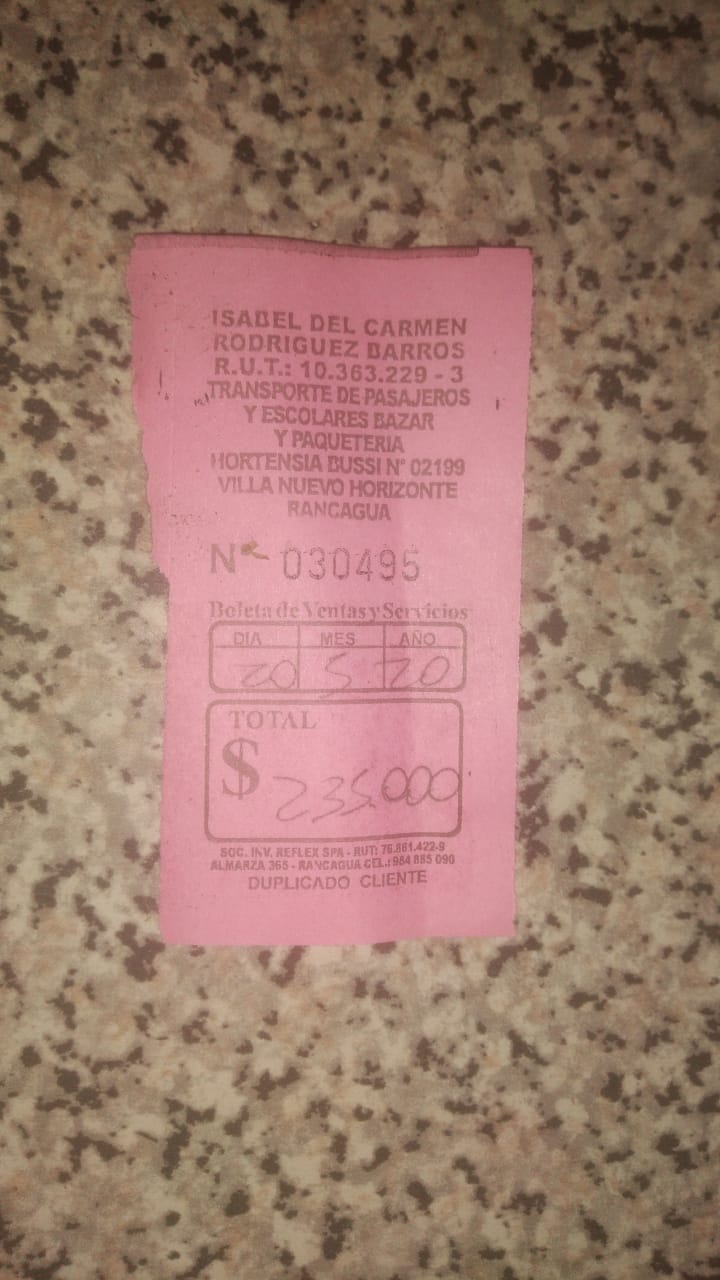 ISABEL DEL CARMEN
RODRIGUEZ BARROS
R.U.T.: 10.363.229 - 3
TRANSPORTE DE PASAJEROS
Y ESCOLARES BAZAR
Y PAQUETERIA
HORTENSIA BUSSI N° 02199
VILLA NUEVO HORIZONTE
RANCAGUA
N° 030495
Boleta de Ventas y Servicios
DIA MES AÑO
20 5 20
TOTAL
$ 235.000
SOC. INV. REFLEX SPA - RUT: 76.861.422-9
ALMARZA 365 - RANCAGUA CEL.: 984 885 090
DUPLICADO CLIENTE